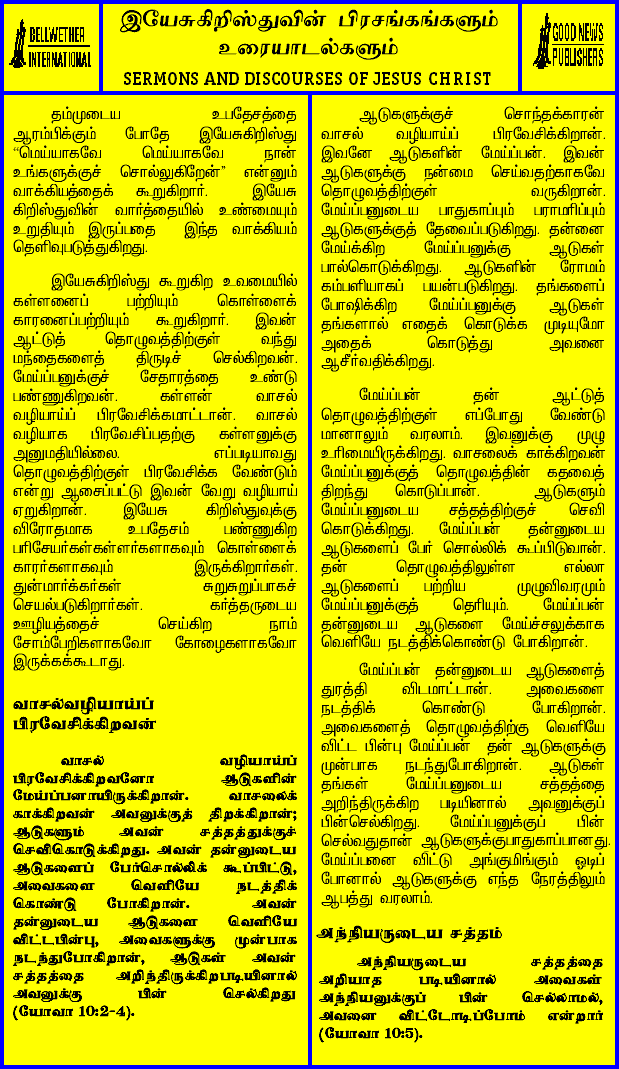 BELLWETHER
INTERNATIONAL
இயேசுகிறிஸ்துவின் பிரசங்கங்களும்
உரையாடல்களும்
SERMONS AND DISCOURSES OF JESUS CHRIST
GOOD NEWS
PUBLISHERS
தம்முடைய உபதேசத்தை
ஆரம்பிக்கும் போதே இயேசுகிறிஸ்து
“மெய்யாகவே மெய்யாகவே நான்
உங்களுக்குச் சொல்லுகிறேன்” என்னும்
வாக்கியத்தைக் கூறுகிறார். இயேசு
கிறிஸ்துவின் வார்த்தையில் உண்மையும்
உறுதியும் இருப்பதை இந்த வாக்கியம்
தெளிவுபடுத்துகிறது.
இயேசுகிறிஸ்து கூறுகிற உவமையில்
கள்ளனைப் பற்றியும் கொள்ளைக்
காரனைப்பற்றியும் கூறுகிறார். இவன்
ஆட்டுத் தொழுவத்திற்குள் வந்து
மந்தைகளைத் திருடிச் செல்கிறவன்.
மேய்ப்பனுக்குச் சேதாரத்தை உண்டு
பண்ணுகிறவன். கள்ளன் வாசல்
வழியாய்ப் பிரவேசிக்கமாட்டான். வாசல்
வழியாக பிரவேசிப்பதற்கு கள்ளனுக்கு
அனுமதியில்லை. எப்படியாவது
தொழுவத்திற்குள் பிரவேசிக்க வேண்டும்
என்று ஆசைப்பட்டு இவன் வேறு வழியாய்
ஏறுகிறான். இயேசு கிறிஸ்துவுக்கு
விரோதமாக உபதேசம் பண்ணுகிற
பரிசேயர்கள்கள்ளர்களாகவும் கொள்ளைக்
காரர்களாகவும் இருக்கிறார்கள்.
துன்மார்க்கர்கள் சுறுசுறுப்பாகச்
செயல்படுகிறார்கள். கர்த்தருடைய
ஊழியத்தைச் செய்கிற நாம்
சோம்பேறிகளாகவோ கோழைகளாகவோ
இருக்கக்கூடாது.
வாசல்வழியாய்ப்
பிரவேசிக்கிறவன்
வாசல் வழியாய்ப்
பிரவேசிக்கிறவனோ ஆடுகளின்
மேய்ப்பனாயிருக்கிறான். வாசலைக்
காக்கிறவன் அவனுக்குத் திறக்கிறான்;
ஆடுகளும் அவன் சத்தத்துக்குச்
செவிகொடுக்கிறது. அவன் தன்னுடைய
ஆடுகளைப் பேர்சொல்லிக் கூப்பிட்டு,
அவைகளை வெளியே நடத்திக்
கொண்டு போகிறான். அவன்
தன்னுடைய ஆடுகளை வெளியே
விட்டபின்பு, அவைகளுக்கு முன்பாக
நடந்துபோகிறான், ஆடுகள் அவன்
சத்தத்தை அறிந்திருக்கிறபடியினால்
அவனுக்கு பின் செல்கிறது
(யோவா 10:2-4).
ஆடுகளுக்குச் சொந்தக்காரன்
வாசல் வழியாய்ப் பிரவேசிக்கிறான்.
இவனே ஆடுகளின் மேய்ப்பன். இவன்
ஆடுகளுக்கு நன்மை செய்வதற்காகவே
தொழுவத்திற்குள் வருகிறான்.
மேய்ப்பனுடைய பாதுகாப்பும் பராமரிப்பும்
ஆடுகளுக்குத் தேவைப்படுகிறது. தன்னை
மேய்க்கிற மேய்ப்பனுக்கு ஆடுகள்
பால்கொடுக்கிறது. ஆடுகளின் ரோமம்
கம்பளியாகப் பயன்படுகிறது. தங்களைப்
போஷிக்கிற மேய்ப்பனுக்கு ஆடுகள்
தங்களால் எதைக் கொடுக்க முடியுமோ
அதைக் கொடுத்து அவனை
ஆசீர்வதிக்கிறது.
மேய்ப்பன் தன் ஆட்டுத்
தொழுவத்திற்குள் எப்போது வேண்டு
மானாலும் வரலாம். இவனுக்கு முழு
உரிமையிருக்கிறது. வாசலைக் காக்கிறவன்
மேய்ப்பனுக்குத் தொழுவத்தின் கதவைத்
திறந்து கொடுப்பான். ஆடுகளும்
மேய்ப்பனுடைய சத்தத்திற்குச் செவி
கொடுக்கிறது. மேய்ப்பன் தன்னுடைய
ஆடுகளைப் பேர் சொல்லிக் கூப்பிடுவான்.
தன் தொழுவத்திலுள்ள எல்லா
ஆடுகளைப் பற்றிய முழுவிவரமும்
மேய்ப்பனுக்குத் தெரியும். மேய்ப்பன்
தன்னுடைய ஆடுகளை மேய்ச்சலுக்காக
வெளியே நடத்திக்கொண்டு போகிறான்.
மேய்ப்பன் தன்னுடைய ஆடுகளைத்
துரத்தி விடமாட்டான். அவைகளை
நடத்திக் கொண்டு போகிறான்.
அவைகளைத் தொழுவத்திற்கு வெளியே
விட்ட பின்பு மேய்ப்பன் தன் ஆடுகளுக்கு
முன்பாக நடந்துபோகிறான். ஆடுகள்
தங்கள் மேய்ப்பனுடைய சத்தத்தை
அறிந்திருக்கிற படியினால் அவனுக்குப்
பின்செல்கிறது. மேய்ப்பனுக்குப் பின்
செல்வதுதான் ஆடுகளுக்குபாதுகாப்பானது.
மேய்ப்பனை விட்டு அங்குமிங்கும் ஓடிப்
போனால் ஆடுகளுக்கு எந்த நேரத்திலும்
ஆபத்து வரலாம்.
அந்நியருடைய சத்தம்
அந்நியருடைய சத்தத்தை
அறியாத படியினால் அவைகள்
அந்நியனுக்குப் பின் செல்லாமல்,
அவனை விட்டோடிப்போம் என்றார்
(யோவா 10:5).